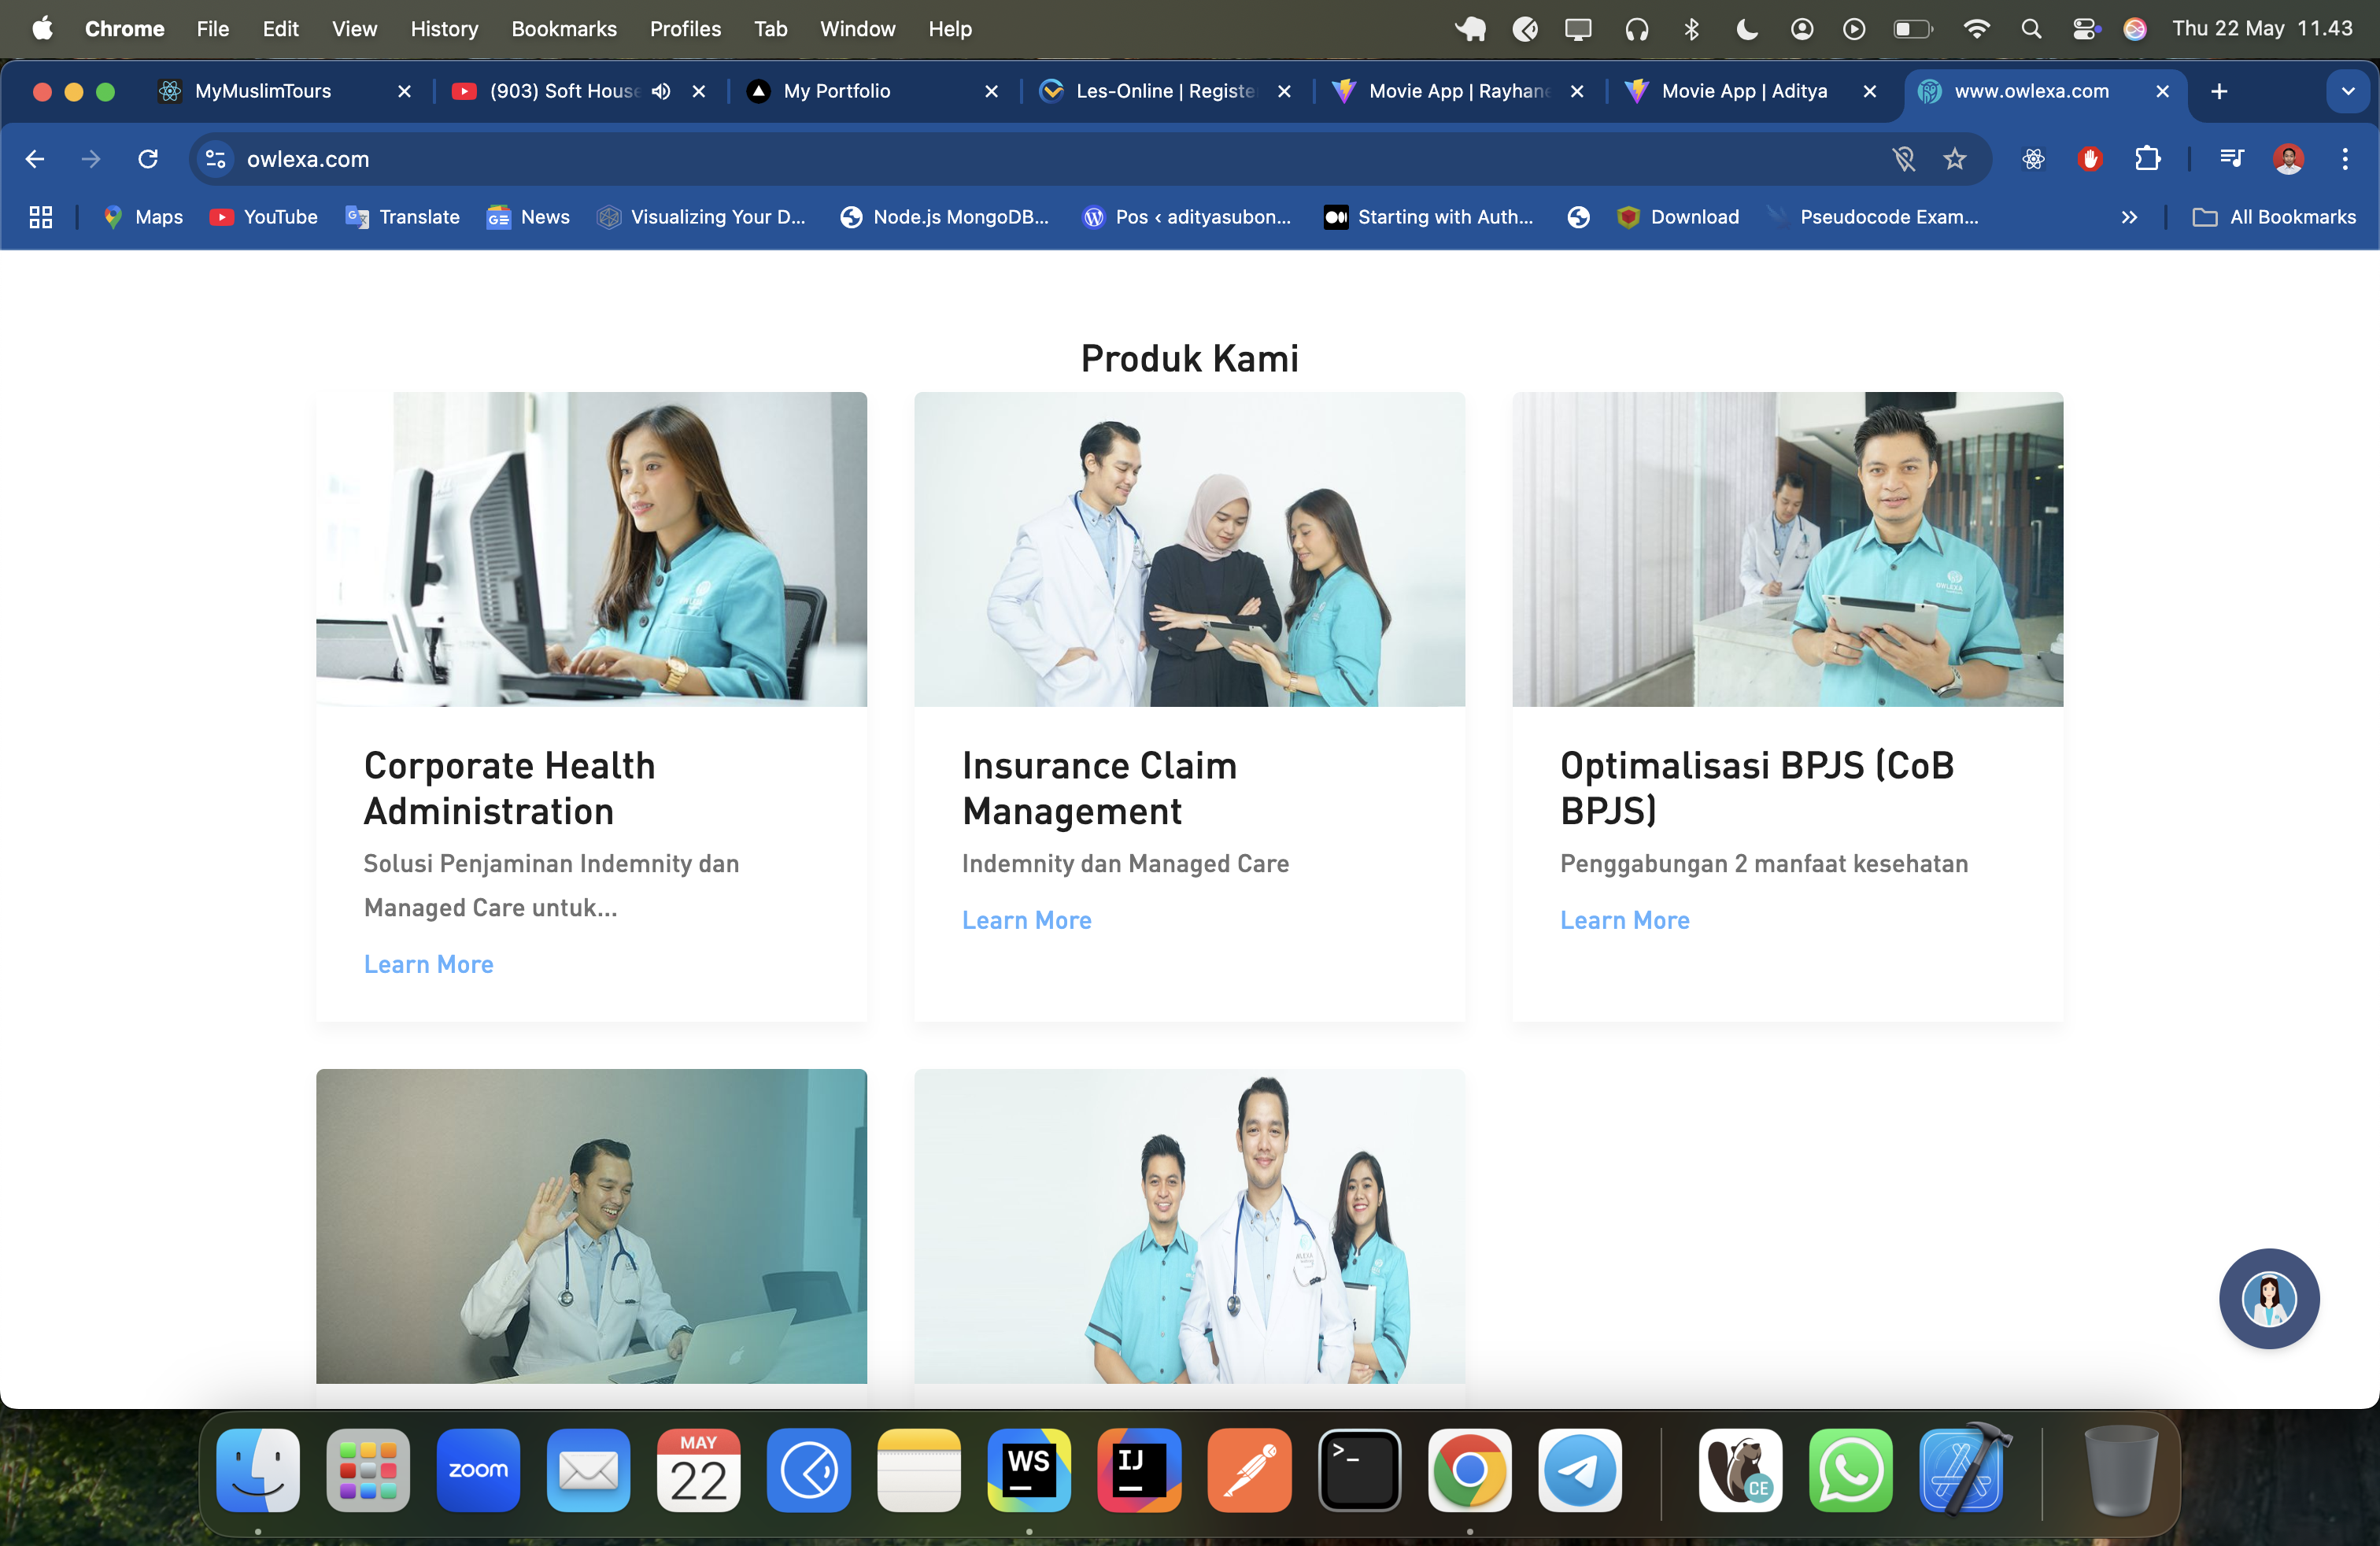 Chrome File Edit View History Bookmarks Profiles Tab Window Help Thu 22 May 11.43
MyMuslimTours (903) Soft House My Portfolio Les-Online | Registe Movie App | Rayhan Movie App | Aditya www.owlexa.com
owlexa.com
Maps YouTube Translate News Visualizing Your D... Node.js MongoDB... Pos ‹ adityasubon... Starting with Auth... Download Pseudocode Exam... All Bookmarks
Produk Kami
Corporate Health
Administration
Solusi Penjaminan Indemnity dan
Managed Care untuk...
Learn More
Insurance Claim
Management
Indemnity dan Managed Care
Learn More
Optimalisasi BPJS (CoB
BPJS)
Penggabungan 2 manfaat kesehatan
Learn More
zoom
MAY
22
WS
IJ
>_
CE